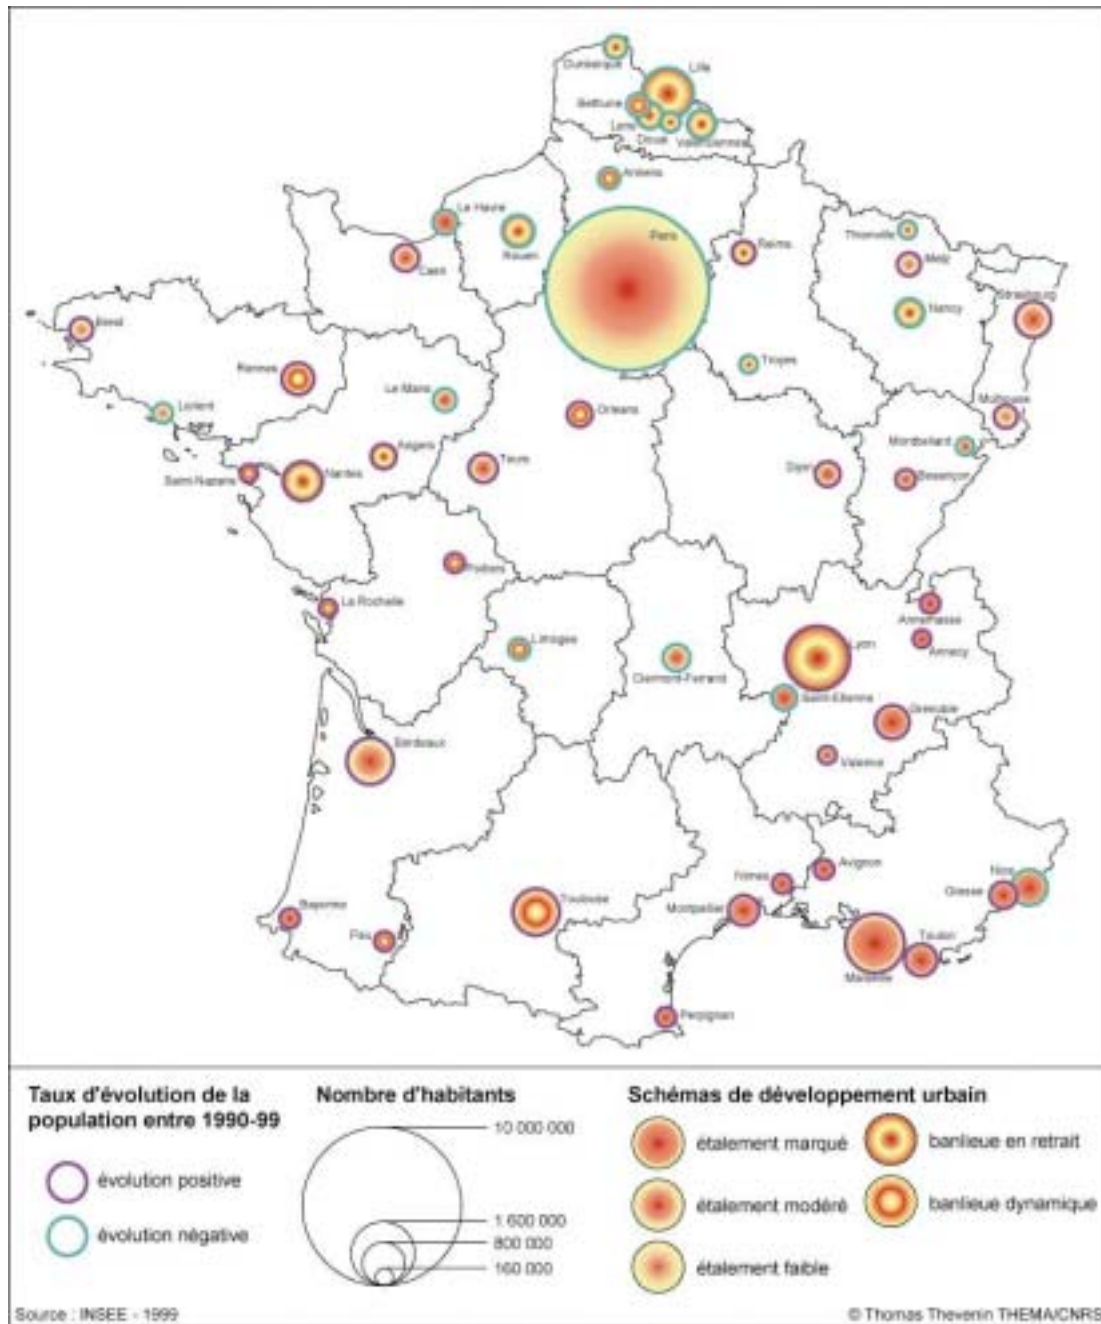 Dunkerque
Lille
Béthune
Lens
Douai
Valenciennes
Amiens
Le Havre
Rouen
Caen
Paris
Reims
Thionville
Metz
Nancy
Strasbourg
Troyes
Brest
Rennes
Le Mans
Lorient
Orléans
Mulhouse
Montbéliard
Angers
Tours
Dijon
Besançon
Saint-Nazaire
Nantes
Poitiers
La Rochelle
Limoges
Clermont-Ferrand
Lyon
Annemasse
Annecy
Saint-Etienne
Grenoble
Valence
Bordeaux
Avignon
Nîmes
Nice
Grasse
Toulouse
Montpellier
Bayonne
Pau
Toulon
Marseille
Perpignan
Taux d'évolution de la
population entre 1990-99
évolution positive
évolution négative
Nombre d'habitants
10 000 000
1 600 000
800 000
160 000
Schémas de développement urbain
étalement marqué
banlieue en retrait
étalement modéré
banlieue dynamique
étalement faible
Source : INSEE - 1999
© Thomas Thevenin THEMA/CNRS